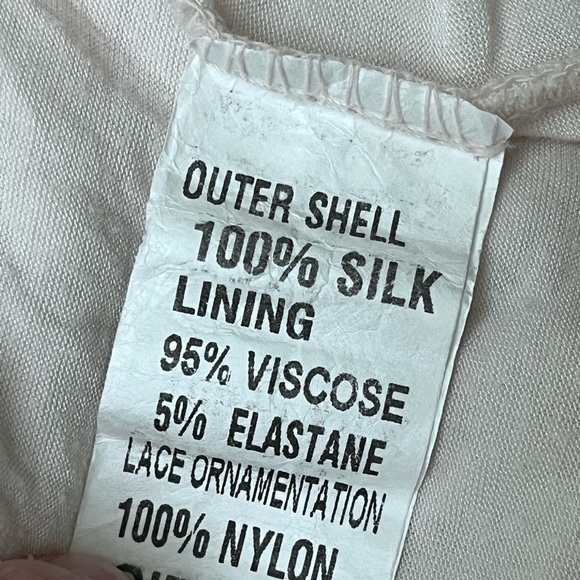 OUTER SHELL
100% SILK
LINING
95% VISCOSE
5% ELASTANE
LACE ORNAMENTATION
100% NYLON